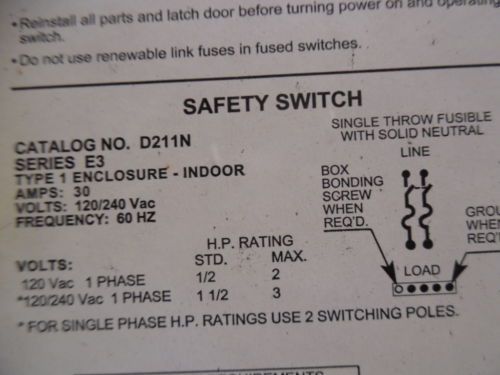 • Reinstall all parts and latch door before turning power on and operating
switch.
• Do not use renewable link fuses in fused switches.
SAFETY SWITCH
CATALOG NO. D211N
SERIES E3
TYPE 1 ENCLOSURE - INDOOR
AMPS: 30
VOLTS: 120/240 Vac
FREQUENCY: 60 HZ
SINGLE THROW FUSIBLE
WITH SOLID NEUTRAL
LINE
BOX
BONDING
SCREW
WHEN
REQ'D.
GROU
WHEN
REQ'
LOAD
H.P. RATING
VOLTS: STD. MAX.
120 Vac 1 PHASE 1/2 2
*120/240 Vac 1 PHASE 1 1/2 3
*FOR SINGLE PHASE H.P. RATINGS USE 2 SWITCHING POLES.